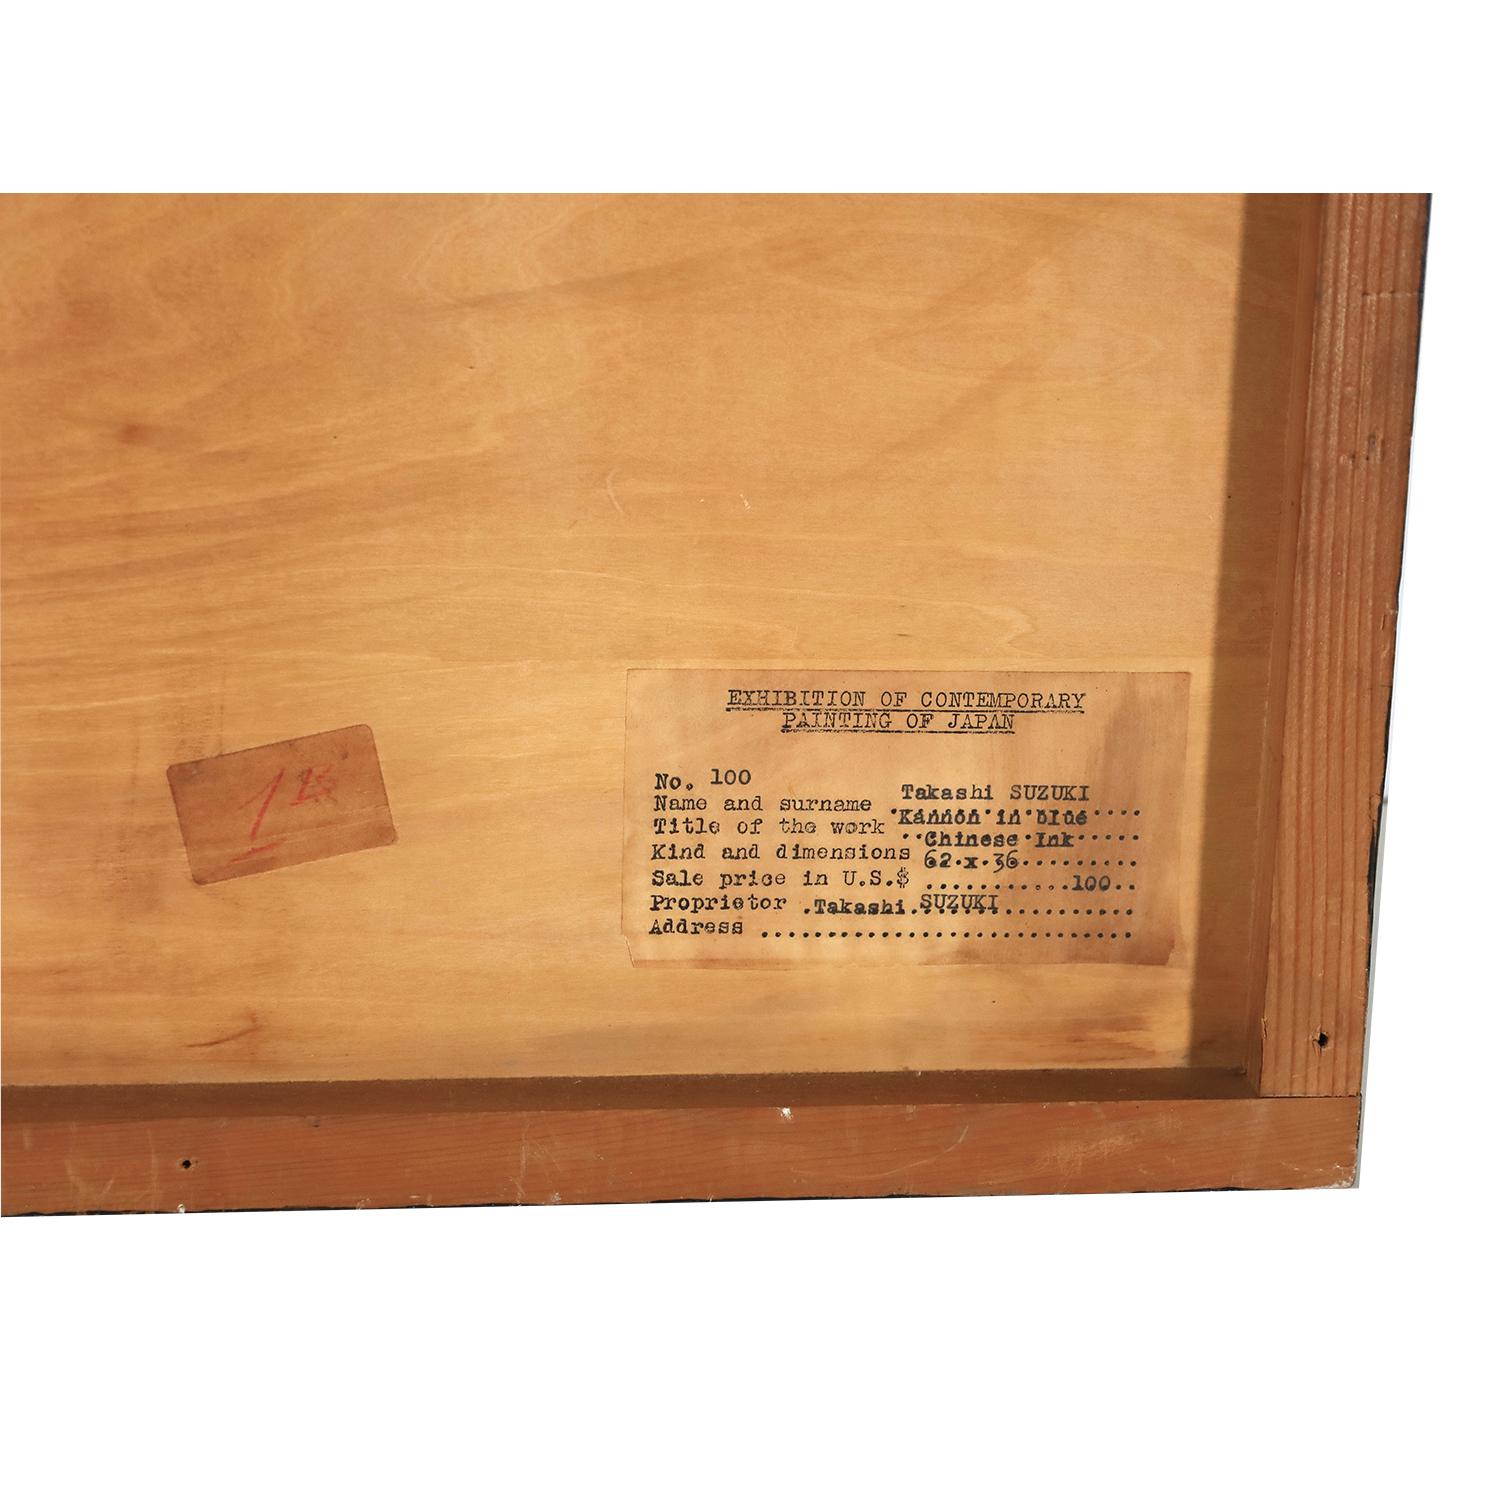 EXHIBITION OF CONTEMPORARY
PAINTING OF JAPAN
No. 100
Name and surname Takashi SUZUKI
Title of the work Kannon in blue
Kind and dimensions Chinese Ink
62 x 36
Sale price in U.S.$ ...........100..
Proprietor .Takashi SUZUKI..........
Address ............................